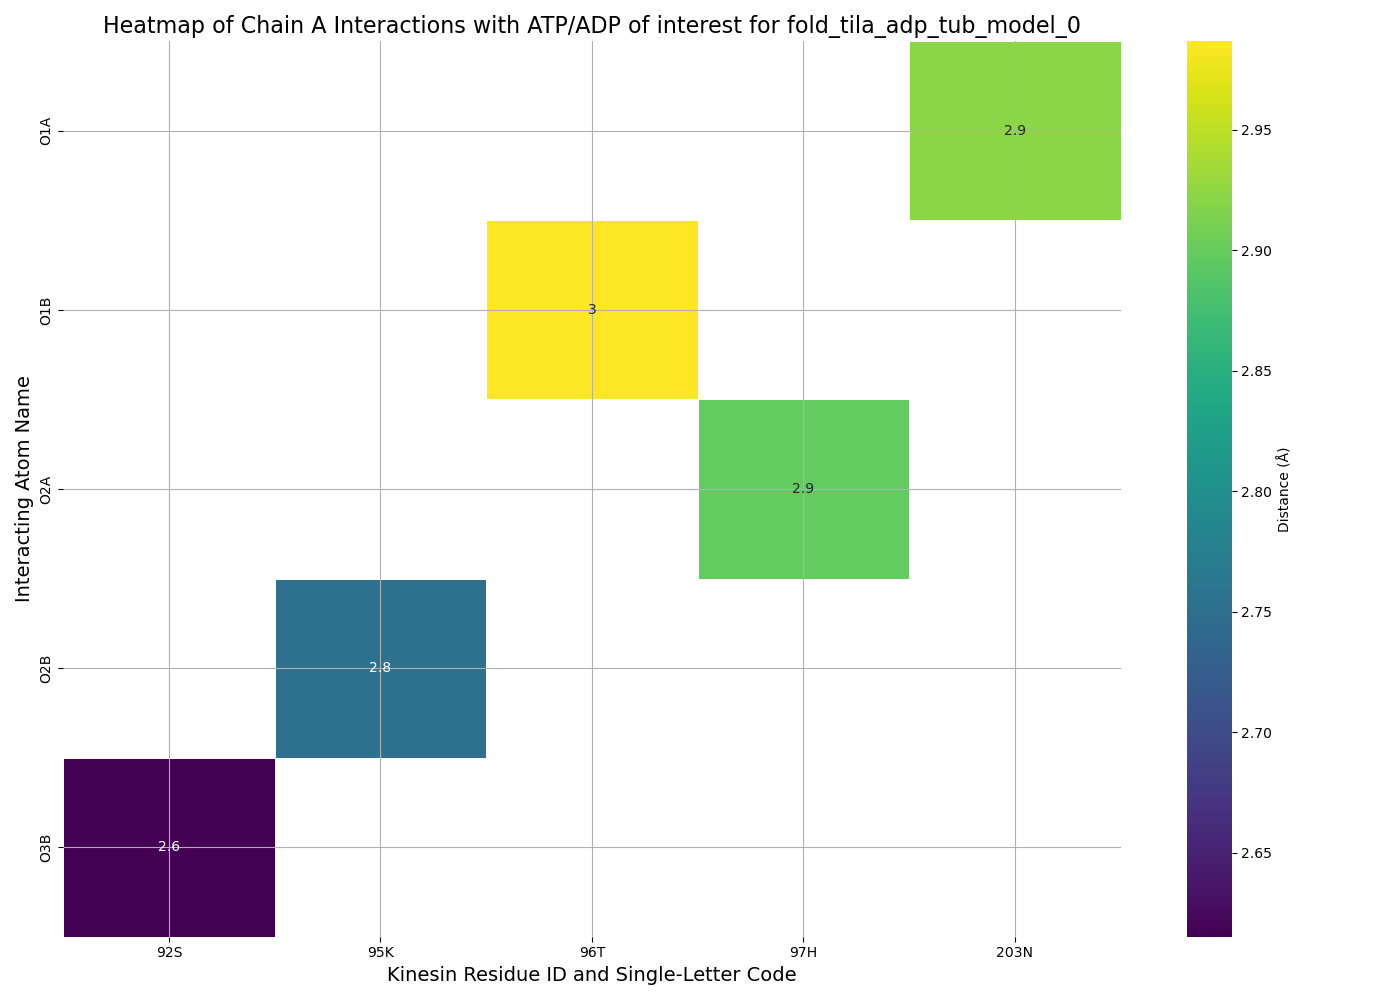 Heatmap of Chain A Interactions with ATP/ADP of interest for fold_tila_adp_tub_model_0
Interacting Atom Name
O1A
O1B
O2A
O2B
O3B
2.9
3
2.9
2.8
2.6
92S
95K
96T
97H
203N
Kinesin Residue ID and Single-Letter Code
2.95
2.90
2.85
2.80
2.75
2.70
2.65
Distance (Å)